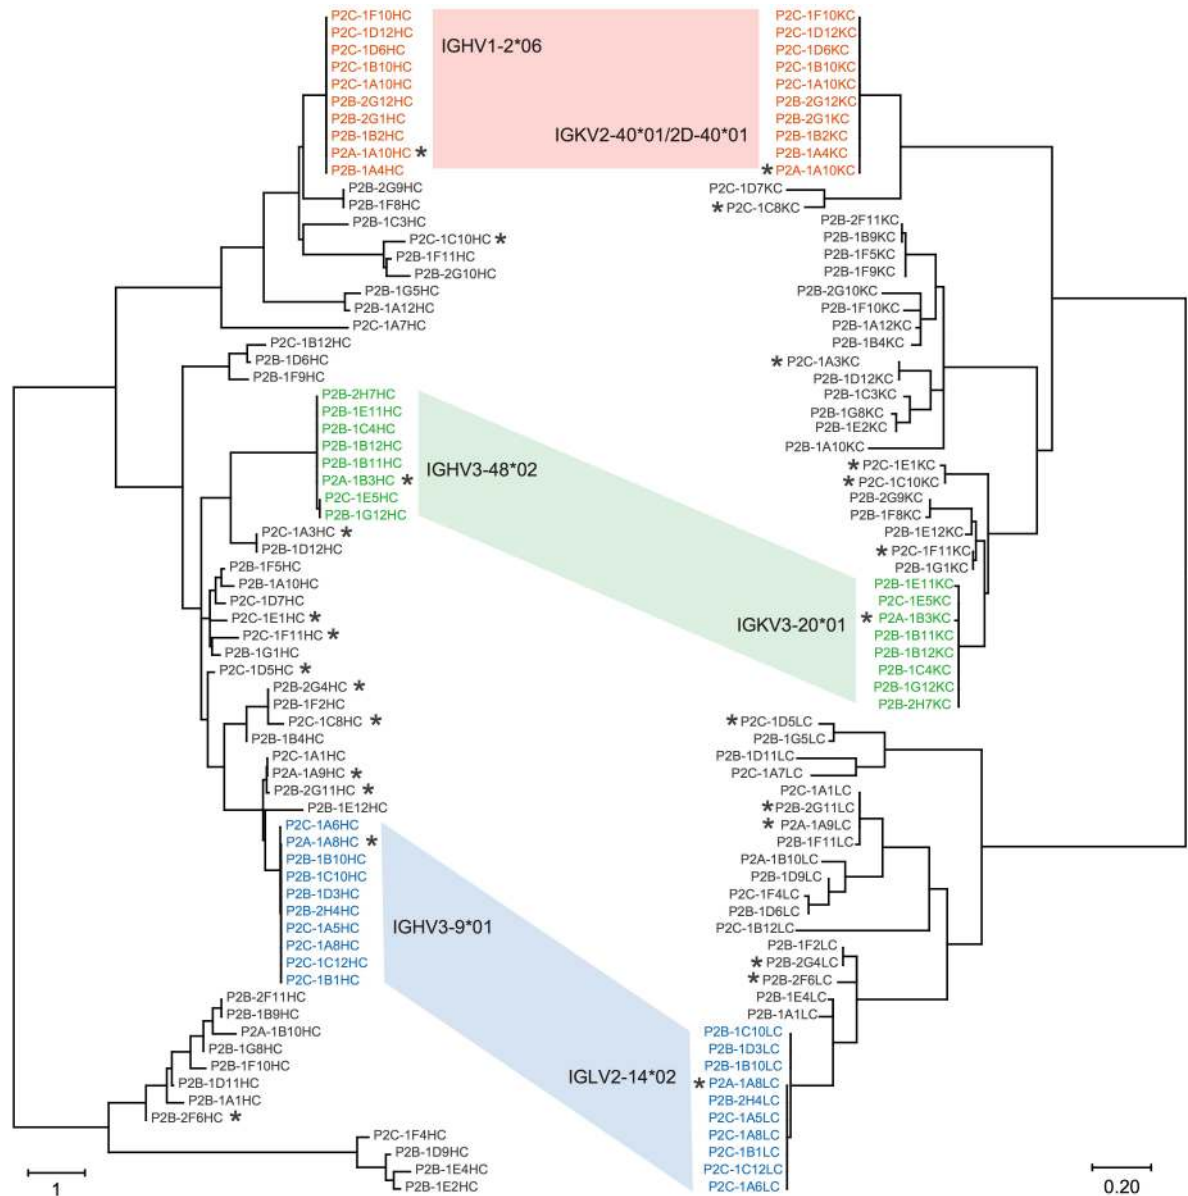 P2C-1F10HC
P2C-1D12HC
P2C-1D6HC
P2C-1B10HC
P2C-1A10HC
P2B-2G12HC
P2B-2G1HC
P2B-1B2HC
P2A-1A10HC *
P2B-1A4HC
P2B-2G9HC
P2B-1F8HC
P2B-1C3HC
P2C-1C10HC *
P2B-1F11HC
P2B-2G10HC
P2B-1G5HC
P2B-1A12HC
P2C-1A7HC
P2C-1B12HC
P2B-1D6HC
P2B-1F9HC
P2B-2H7HC
P2B-1E11HC
P2B-1C4HC
P2B-1B12HC
P2B-1B11HC
P2A-1B3HC *
P2C-1E5HC
P2B-1G12HC
P2C-1A3HC *
P2B-1D12HC
P2B-1F5HC
P2B-1A10HC
P2C-1D7HC
P2C-1E1HC *
P2C-1F11HC *
P2B-1G1HC
P2C-1D5HC *
P2B-2G4HC *
P2B-1F2HC
P2C-1C8HC *
P2B-1B4HC
P2C-1A1HC
P2A-1A9HC *
P2B-2G11HC *
P2B-1E12HC
P2C-1A6HC
P2A-1A8HC *
P2B-1B10HC
P2B-1C10HC
P2B-1D3HC
P2B-2H4HC
P2C-1A5HC
P2C-1A8HC
P2C-1C12HC
P2C-1B1HC
P2B-2F11HC
P2B-1B9HC
P2A-1B10HC
P2B-1G8HC
P2B-1F10HC
P2B-1D11HC
P2B-1A1HC
P2B-2F6HC *
P2C-1F4HC
P2B-1D9HC
P2B-1E4HC
P2B-1E2HC
1
IGHV1-2*06
IGKV2-40*01/2D-40*01
IGHV3-48*02
IGKV3-20*01
IGHV3-9*01
IGLV2-14*02
P2C-1F10KC
P2C-1D12KC
P2C-1D6KC
P2C-1B10KC
P2C-1A10KC
P2B-2G12KC
P2B-2G1KC
P2B-1B2KC
P2B-1A4KC
* P2A-1A10KC
P2C-1D7KC
* P2C-1C8KC
P2B-2F11KC
P2B-1B9KC
P2B-1F5KC
P2B-1F9KC
P2B-2G10KC
P2B-1F10KC
P2B-1A12KC
P2B-1B4KC
* P2C-1A3KC
P2B-1D12KC
P2B-1C3KC
P2B-1G8KC
P2B-1E2KC
P2B-1A10KC
* P2C-1E1KC
* P2C-1C10KC
P2B-2G9KC
P2B-1F8KC
P2B-1E12KC
* P2C-1F11KC
P2B-1G1KC
P2B-1E11KC
P2C-1E5KC
* P2A-1B3KC
P2B-1B11KC
P2B-1B12KC
P2B-1C4KC
P2B-1G12KC
P2B-2H7KC
* P2C-1D5LC
P2B-1G5LC
P2B-1D11LC
P2C-1A7LC
P2C-1A1LC
* P2B-2G11LC
* P2A-1A9LC
P2B-1F11LC
P2A-1B10LC
P2B-1D9LC
P2C-1F4LC
P2B-1D6LC
P2C-1B12LC
P2B-1F2LC
* P2B-2G4LC
* P2B-2F6LC
P2B-1E4LC
P2B-1A1LC
P2B-1C10LC
P2B-1D3LC
P2B-1B10LC
* P2A-1A8LC
P2B-2H4LC
P2C-1A5LC
P2C-1A8LC
P2C-1B1LC
P2C-1C12LC
P2C-1A6LC
0.20